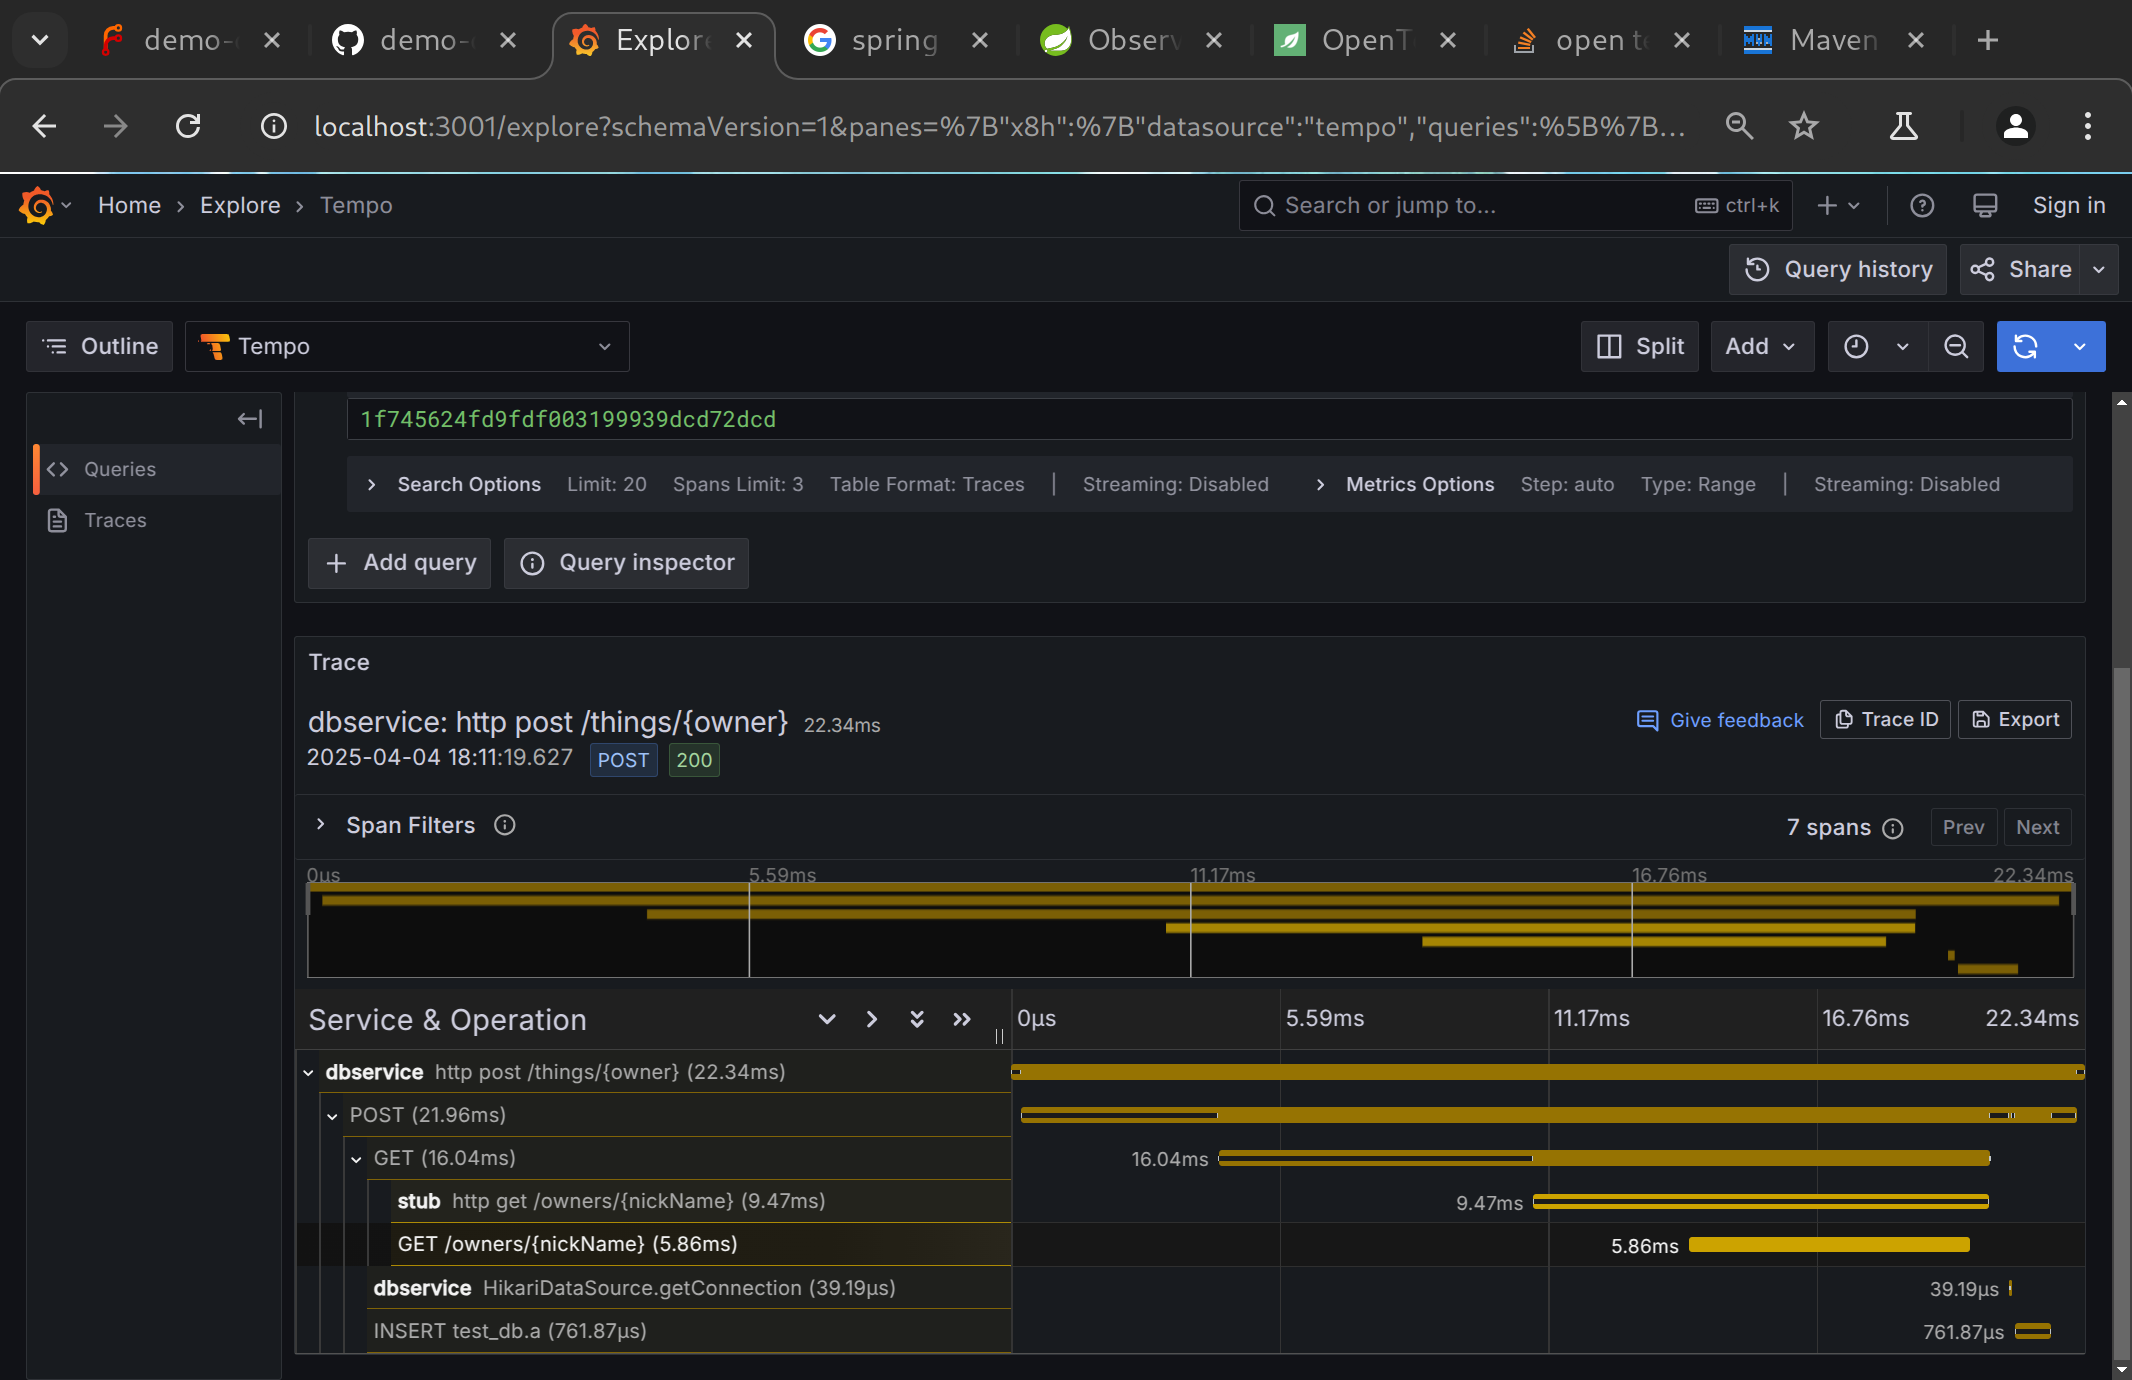 demo- demo- Explore spring Observ OpenT open te Maven
localhost:3001/explore?schemaVersion=1&panes=%7B"x8h":%7B"datasource":"tempo","queries":%5B%7B...
Home Explore Tempo Search or jump to... ctrl+k Sign in
Query history Share
Outline Tempo Split Add
1f745624fd9fdf003199939dcd72dcd
Queries
Search Options Limit: 20 Spans Limit: 3 Table Format: Traces | Streaming: Disabled Metrics Options Step: auto Type: Range | Streaming: Disabled
Traces
Add query Query inspector
Trace
dbservice: http post /things/{owner} 22.34ms Give feedback Trace ID Export
2025-04-04 18:11:19.627 POST 200
Span Filters 7 spans Prev Next
0μs 5.59ms 11.17ms 16.76ms 22.34ms
Service & Operation 0μs 5.59ms 11.17ms 16.76ms 22.34ms
dbservice http post /things/{owner} (22.34ms)
POST (21.96ms)
GET (16.04ms) 16.04ms
stub http get /owners/{nickName} (9.47ms) 9.47ms
GET /owners/{nickName} (5.86ms) 5.86ms
dbservice HikariDataSource.getConnection (39.19μs) 39.19μs
INSERT test_db.a (761.87μs) 761.87μs